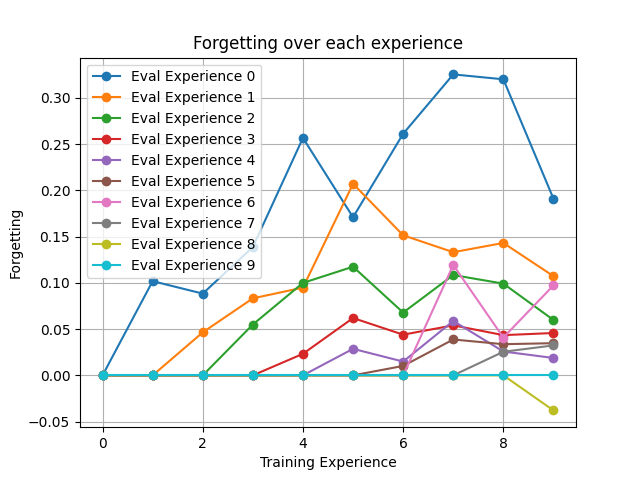 Forgetting over each experience
Eval Experience 0
Eval Experience 1
Eval Experience 2
Eval Experience 3
Eval Experience 4
Eval Experience 5
Eval Experience 6
Eval Experience 7
Eval Experience 8
Eval Experience 9
Forgetting
0.30
0.25
0.20
0.15
0.10
0.05
0.00
−0.05
0 2 4 6 8
Training Experience